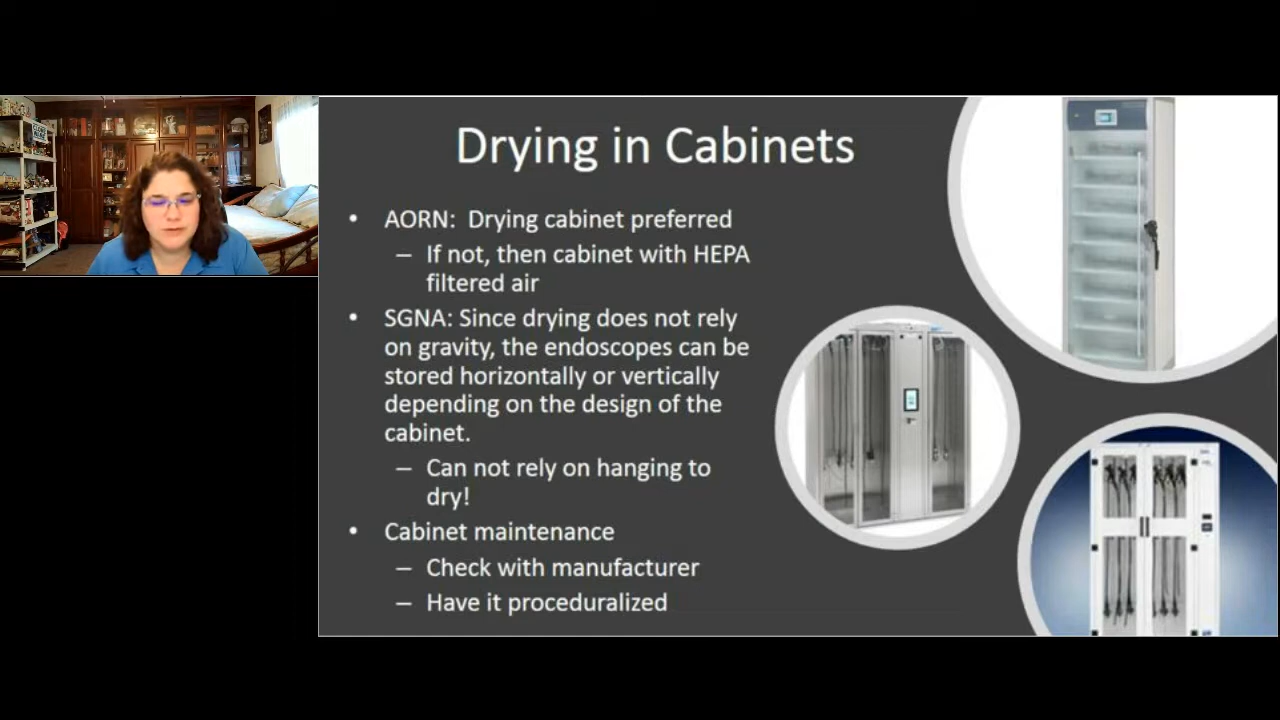 Drying in Cabinets
• AORN: Drying cabinet preferred
– If not, then cabinet with HEPA
filtered air
• SGNA: Since drying does not rely
on gravity, the endoscopes can be
stored horizontally or vertically
depending on the design of the
cabinet.
– Can not rely on hanging to
dry!
• Cabinet maintenance
– Check with manufacturer
– Have it proceduralized